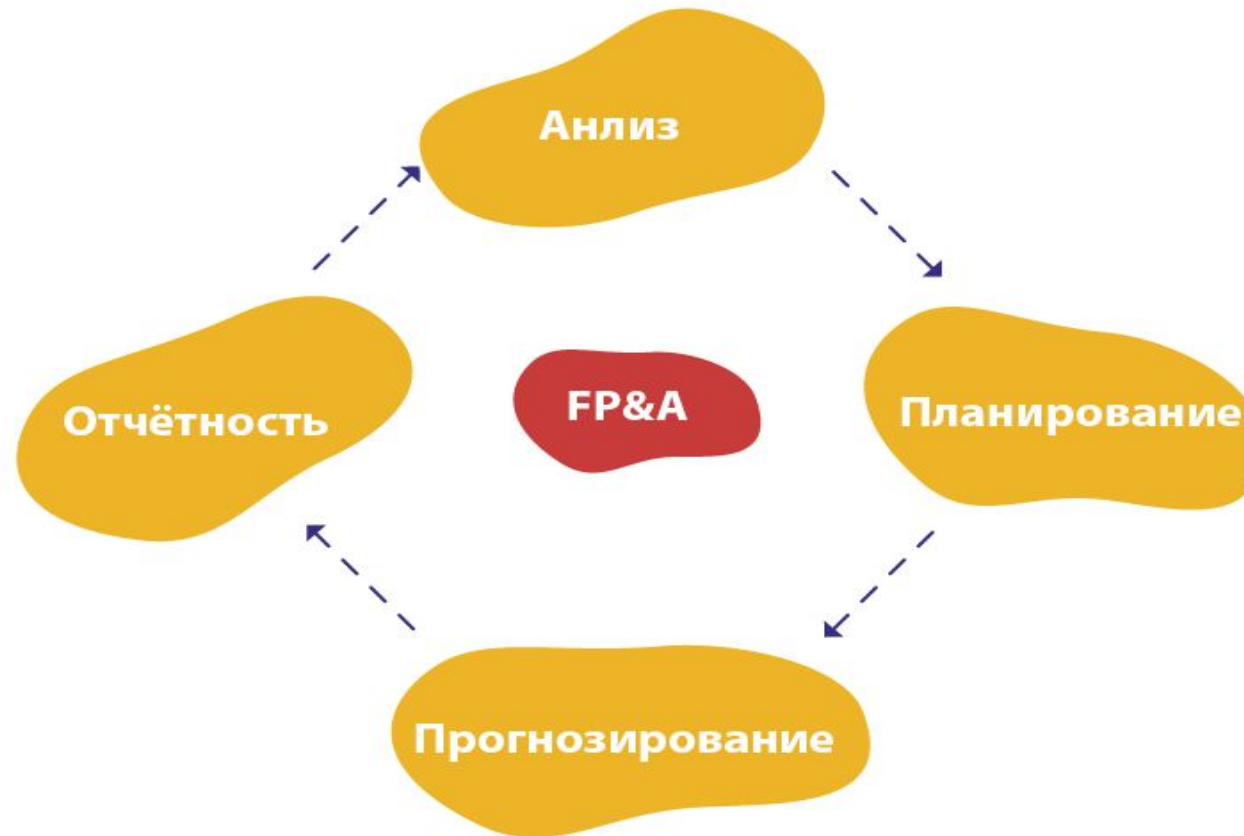 Анлиз
Отчётность
FP&A
Планирование
Прогнозирование